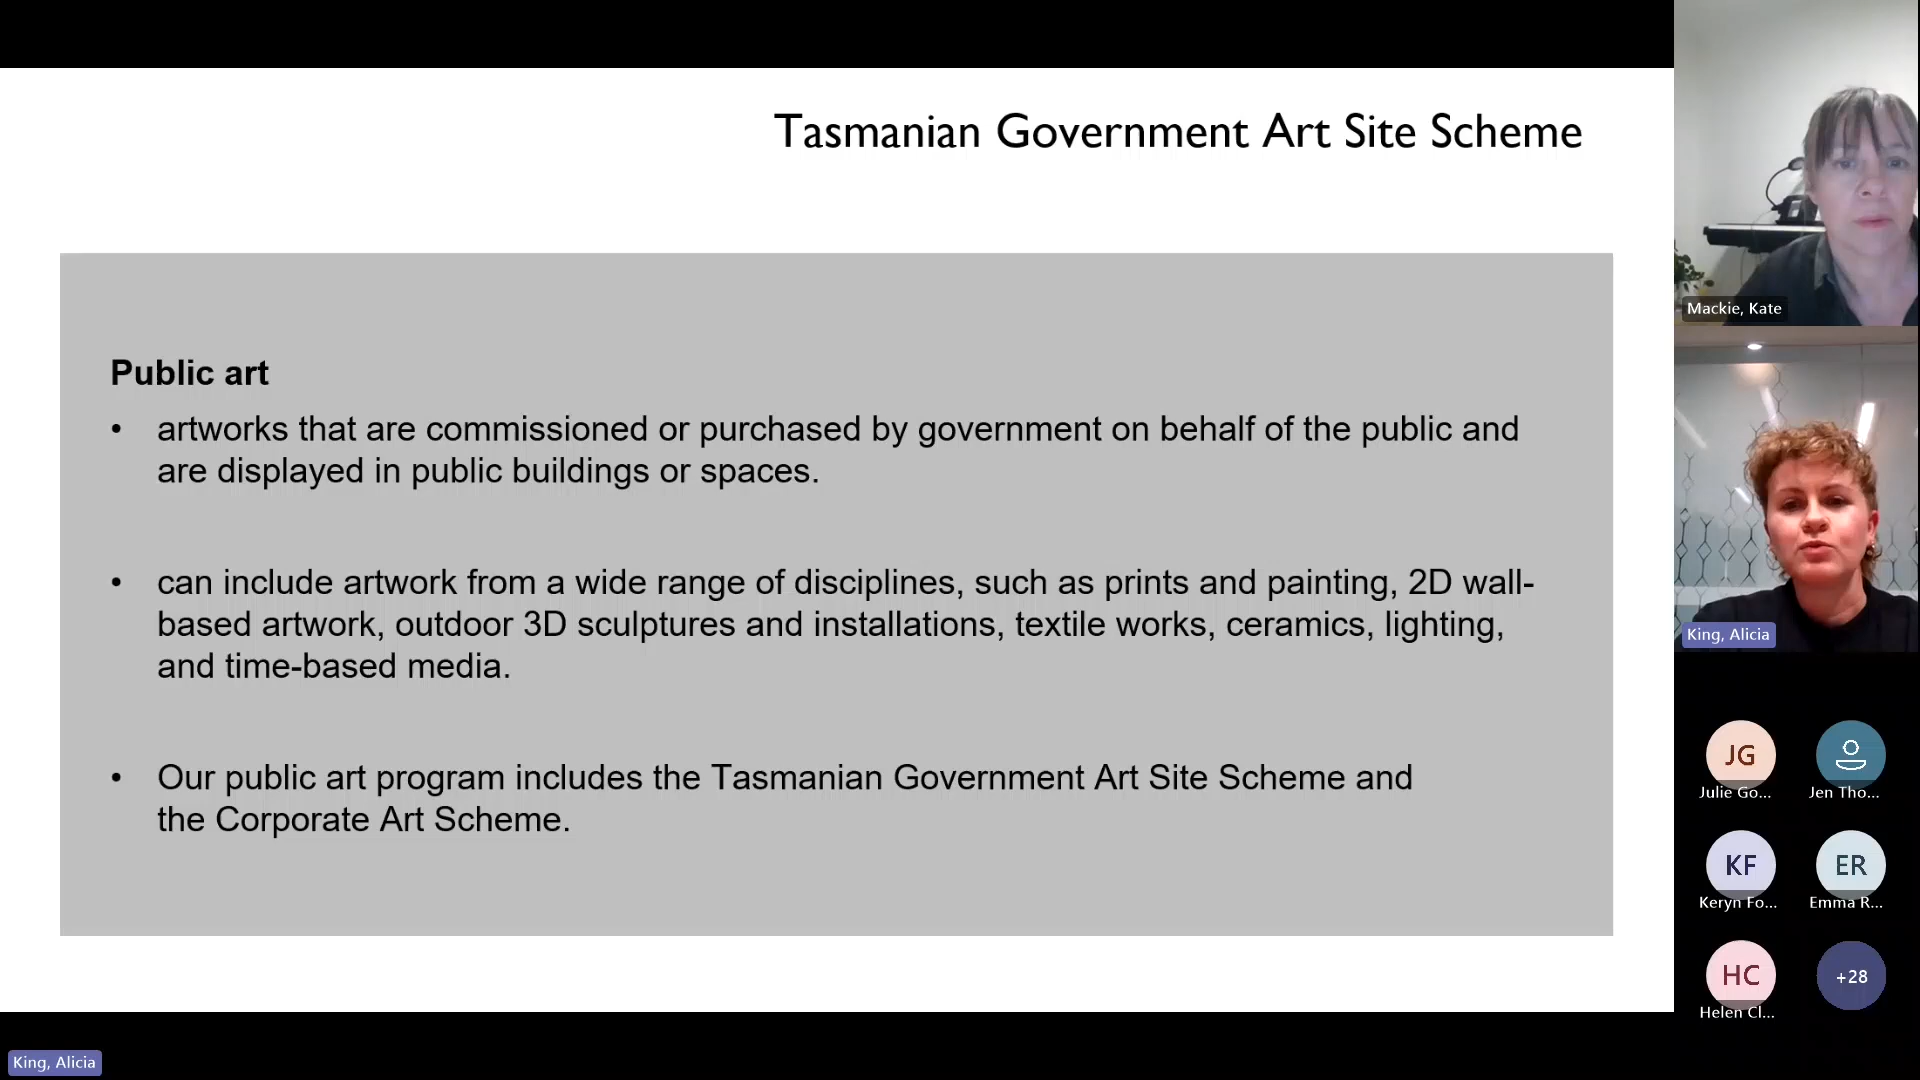 Tasmanian Government Art Site Scheme
Public art
• artworks that are commissioned or purchased by government on behalf of the public and
are displayed in public buildings or spaces.
• can include artwork from a wide range of disciplines, such as prints and painting, 2D wall-
based artwork, outdoor 3D sculptures and installations, textile works, ceramics, lighting,
and time-based media.
• Our public art program includes the Tasmanian Government Art Site Scheme and
the Corporate Art Scheme.
Mackie, Kate
King, Alicia
JG
Julie Go...
Jen Tho...
KF
Keryn Fo...
ER
Emma R...
HC
Helen Cl...
+28
King, Alicia